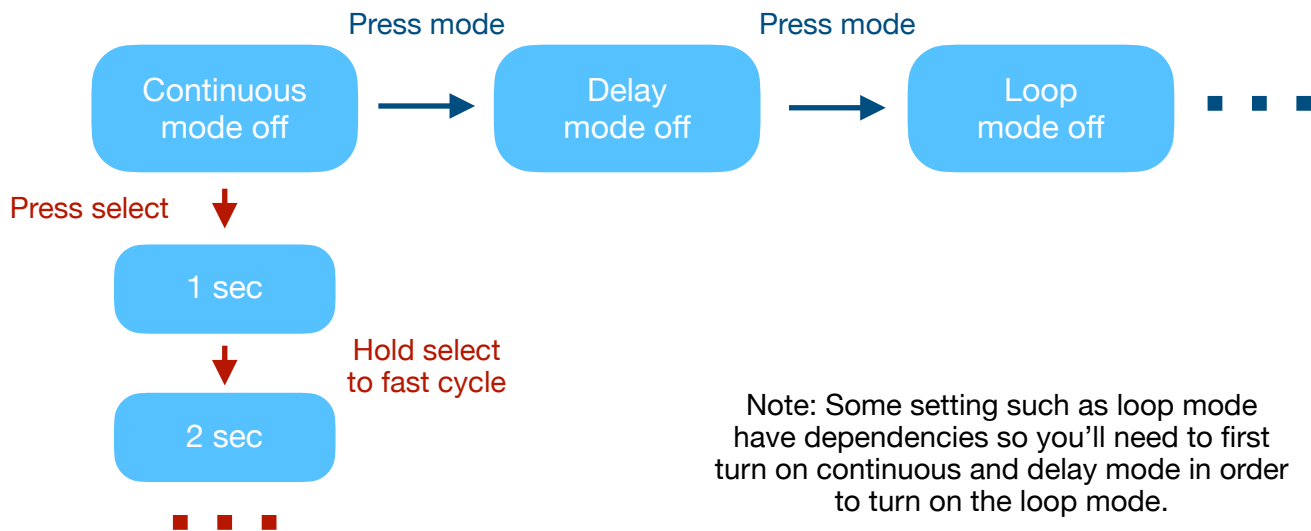 Press mode
Press mode
Continuous
mode off
Delay
mode off
Loop
mode off
Press select
1 sec
Hold select
to fast cycle
2 sec
Note: Some setting such as loop mode
have dependencies so you’ll need to first
turn on continuous and delay mode in order
to turn on the loop mode.